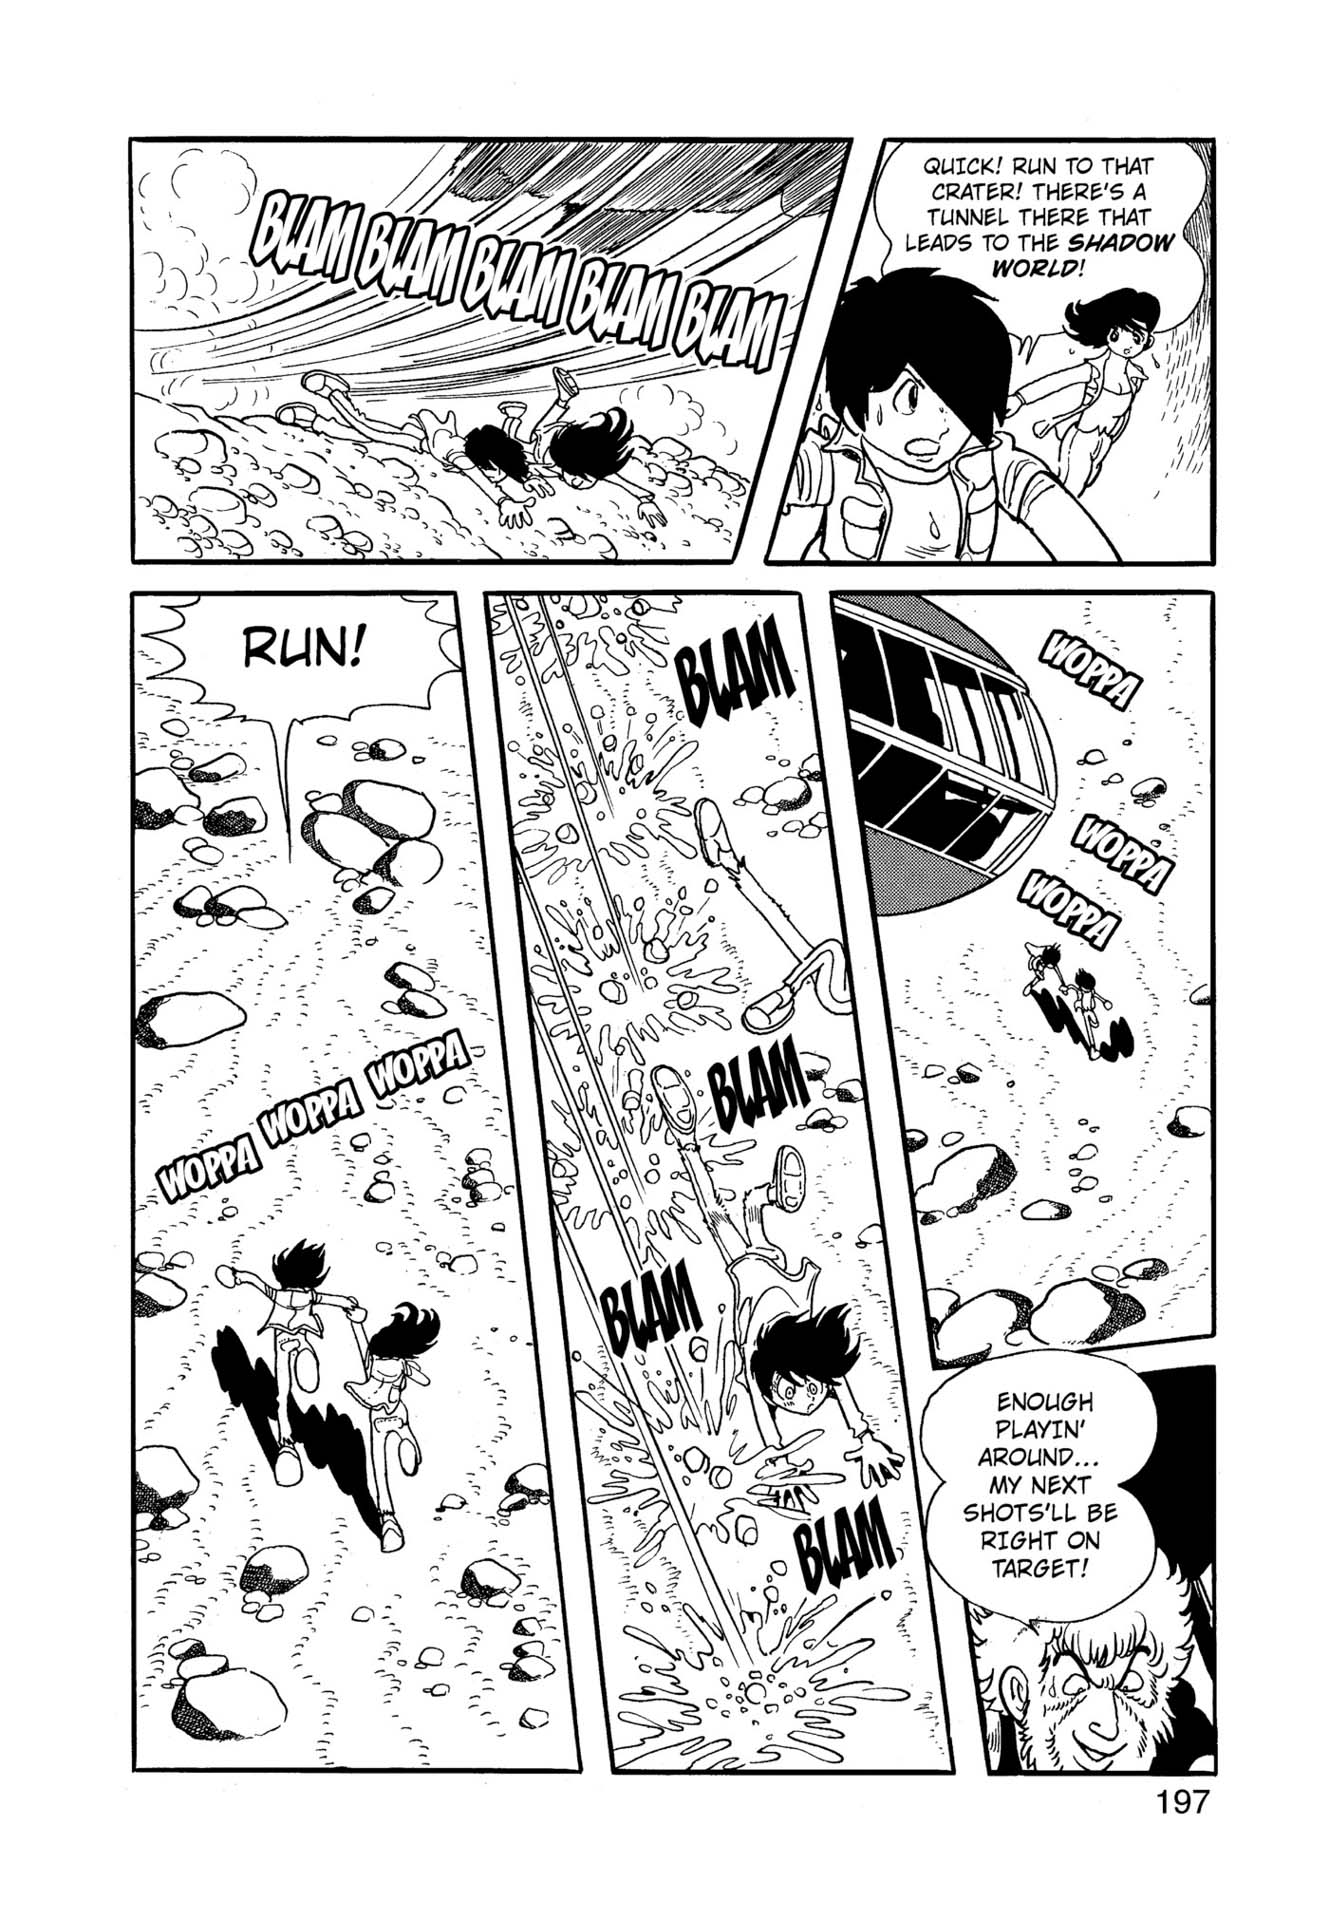 BLAM BLAM BLAM BLAM BLAM
QUICK! RUN TO THAT
CRATER! THERE'S A
TUNNEL THERE THAT
LEADS TO THE SHADOW
WORLD!
RUN!
WOPPA WOPPA WOPPA
BLAM
BLAM
BLAM
BLAM
WOPPA
WOPPA
WOPPA
ENOUGH
PLAYIN'
AROUND...
MY NEXT
SHOTS'LL BE
RIGHT ON
TARGET!
197